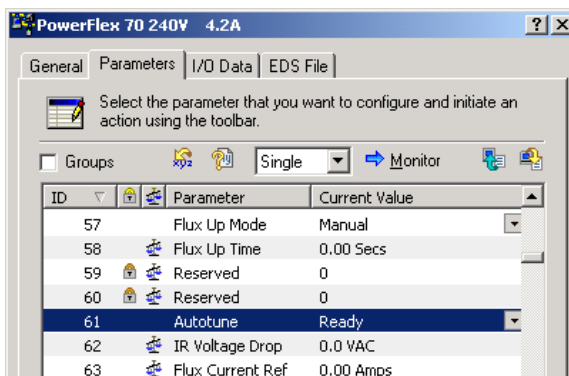 PowerFlex 70 240V 4.2A
General Parameters I/O Data EDS File
Select the parameter that you want to configure and initiate an
action using the toolbar.
Groups Single Monitor
ID Parameter Current Value
57 Flux Up Mode Manual
58 Flux Up Time 0.00 Secs
59 Reserved 0
60 Reserved 0
61 Autotune Ready
62 IR Voltage Drop 0.0 VAC
63 Flux Current Ref 0.00 Amps